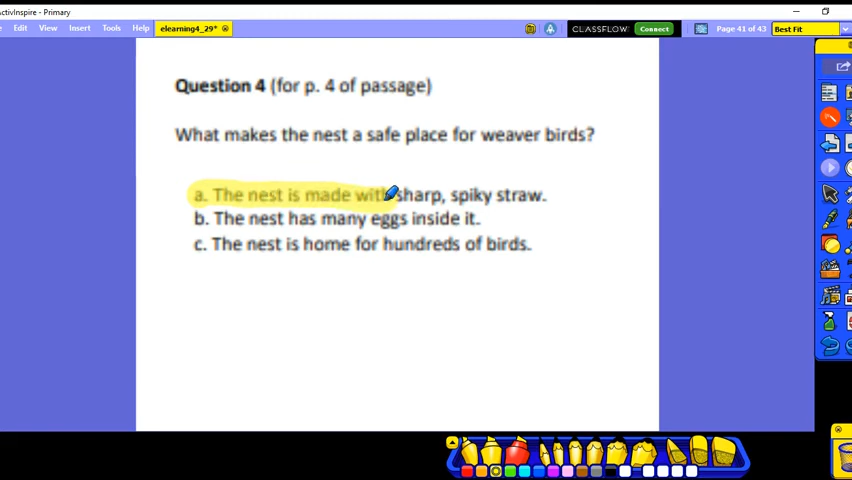 ActivInspire - Primary
Edit View Insert Tools Help elearning4_29* CLASSFLOW Connect Page 41 of 43 Best Fit
Question 4 (for p. 4 of passage)
What makes the nest a safe place for weaver birds?
a. The nest is made with sharp, spiky straw.
b. The nest has many eggs inside it.
c. The nest is home for hundreds of birds.